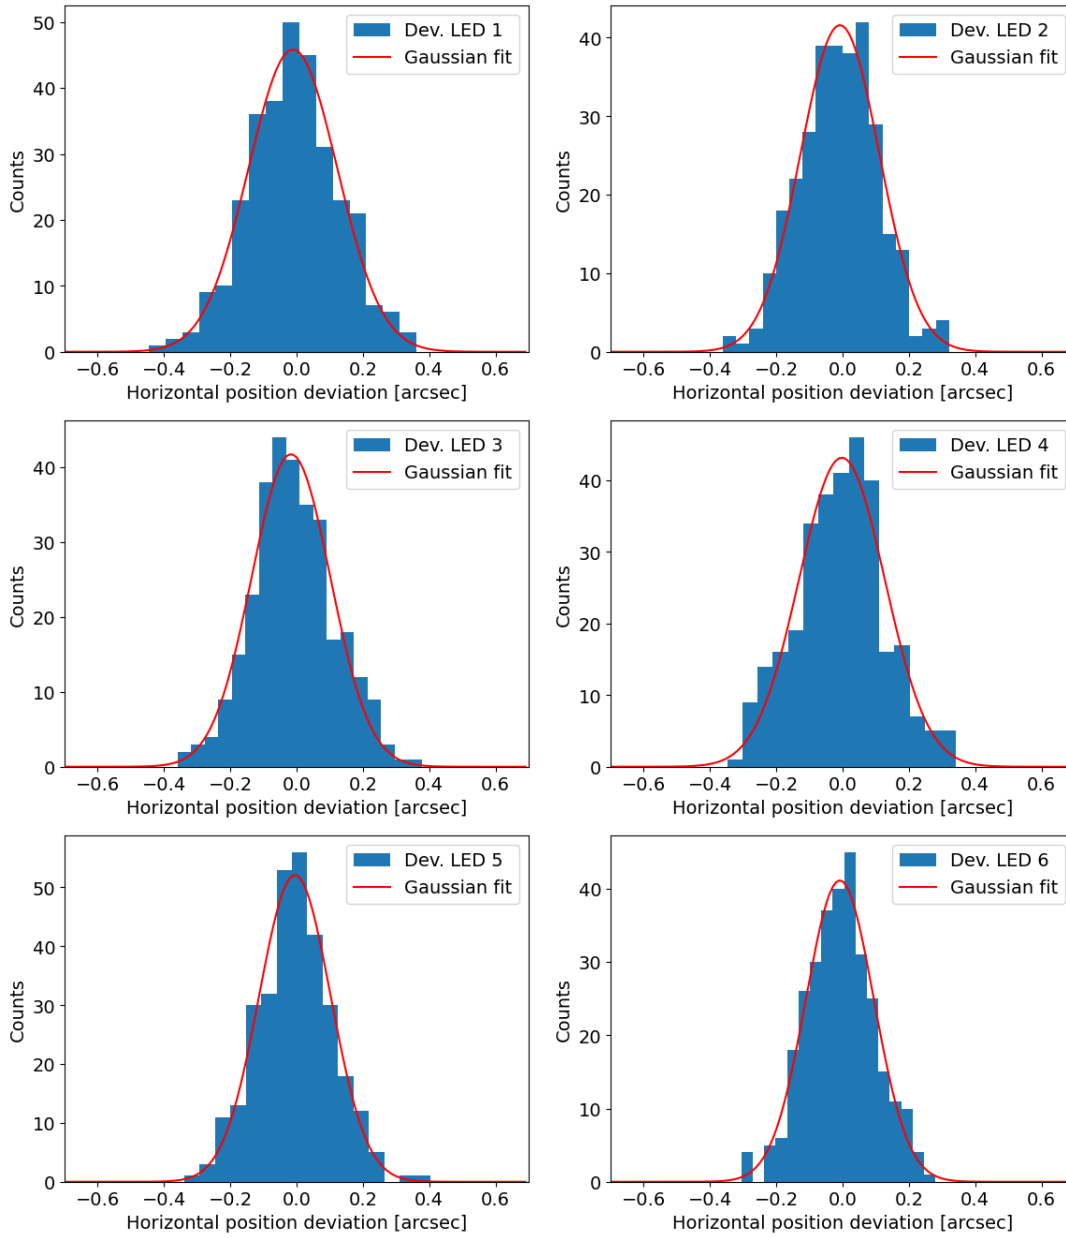 50
40
30
20
10
0
Counts
Dev. LED 1
Gaussian fit
−0.6 −0.4 −0.2 0.0 0.2 0.4 0.6
Horizontal position deviation [arcsec]
40
30
20
10
0
Counts
Dev. LED 2
Gaussian fit
−0.6 −0.4 −0.2 0.0 0.2 0.4 0.6
Horizontal position deviation [arcsec]
40
30
20
10
0
Counts
Dev. LED 3
Gaussian fit
−0.6 −0.4 −0.2 0.0 0.2 0.4 0.6
Horizontal position deviation [arcsec]
40
30
20
10
0
Counts
Dev. LED 4
Gaussian fit
−0.6 −0.4 −0.2 0.0 0.2 0.4 0.6
Horizontal position deviation [arcsec]
50
40
30
20
10
0
Counts
Dev. LED 5
Gaussian fit
−0.6 −0.4 −0.2 0.0 0.2 0.4 0.6
Horizontal position deviation [arcsec]
40
30
20
10
0
Counts
Dev. LED 6
Gaussian fit
−0.6 −0.4 −0.2 0.0 0.2 0.4 0.6
Horizontal position deviation [arcsec]